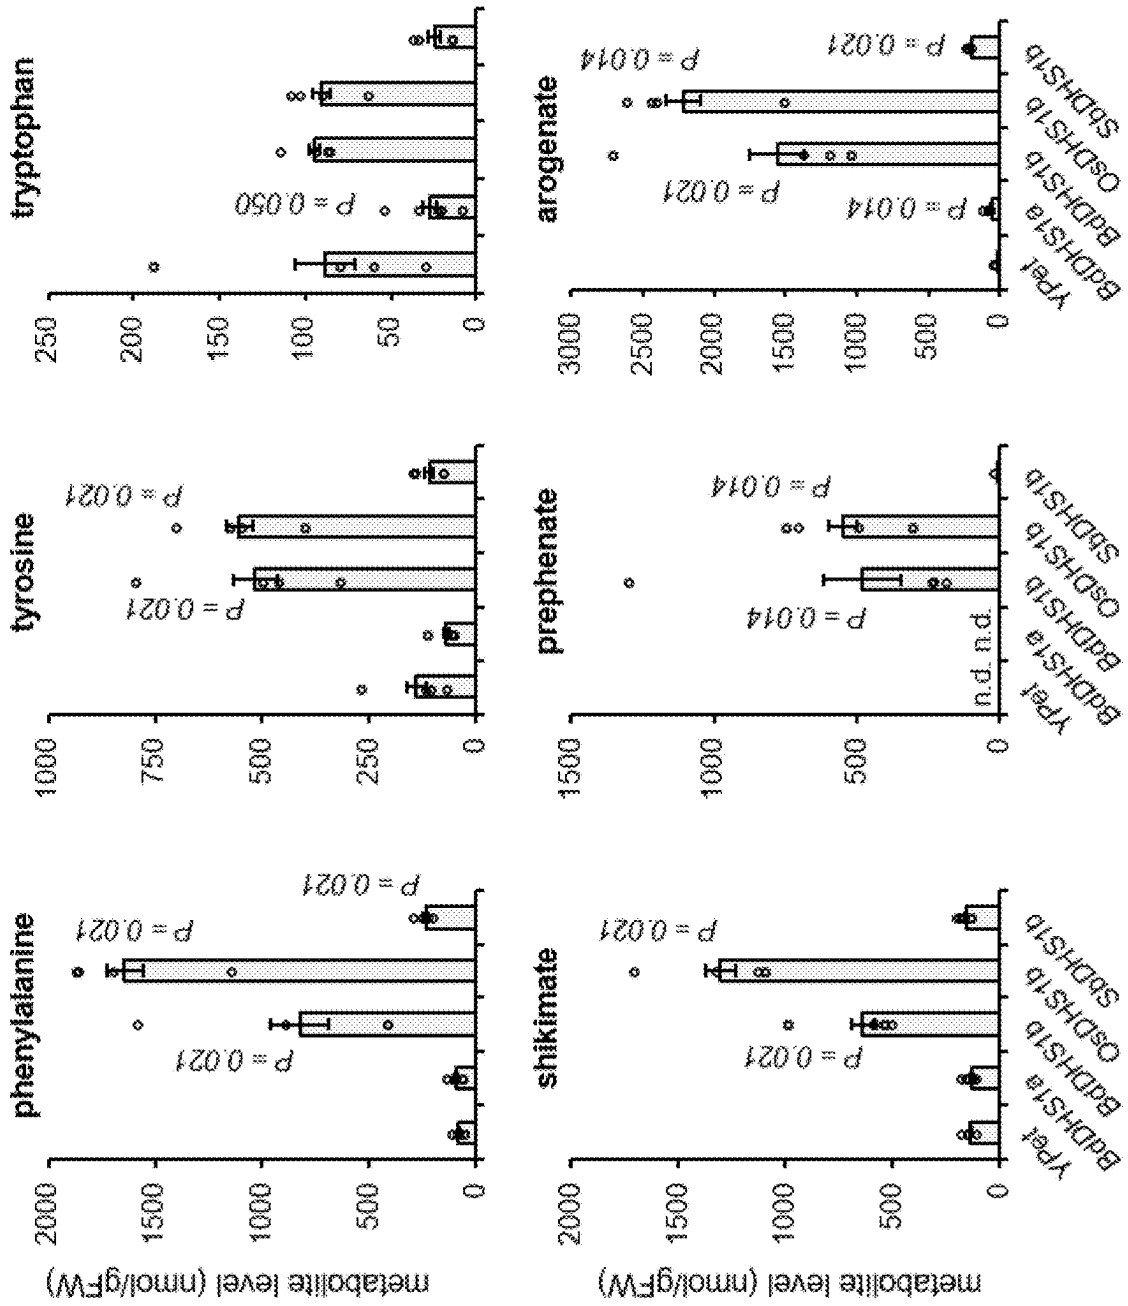 phenylalanine
metabolite level (nmol/gFW)
2000
1500
1000
500
0
P = 0.021
P = 0.021
P = 0.021
tyrosine
1000
750
500
250
0
P = 0.021
P = 0.021
tryptophan
250
200
150
100
50
0
P = 0.050
shikimate
metabolite level (nmol/gFW)
2000
1500
1000
500
0
P = 0.021
P = 0.021
YPet
BdDHS1a
BdDHS1b
OsDHS1b
SbDHS1b
prephenate
1500
1000
500
0
n.d. n.d.
P = 0.014
P = 0.014
YPet
BdDHS1a
BdDHS1b
OsDHS1b
SbDHS1b
arogenate
3000
2500
2000
1500
1000
500
0
P = 0.014
P = 0.021
P = 0.014
P = 0.021
YPet
BdDHS1a
BdDHS1b
OsDHS1b
SbDHS1b